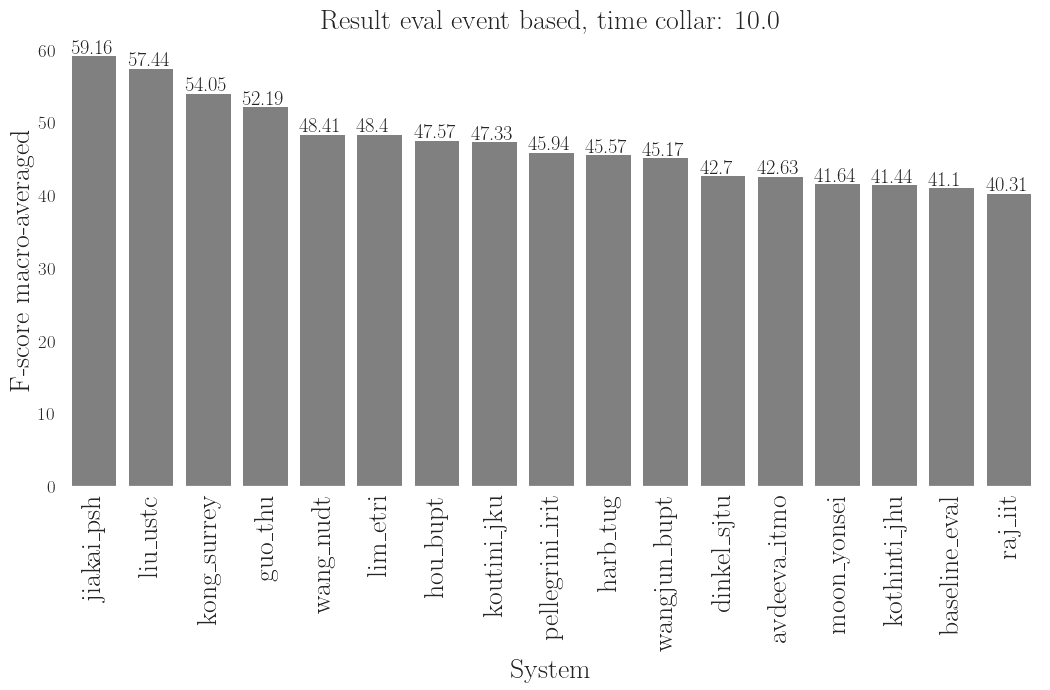 Result eval event based, time collar: 10.0
F-score macro-averaged
60
50
40
30
20
10
0
59.16
57.44
54.05
52.19
48.41
48.4
47.57
47.33
45.94
45.57
45.17
42.7
42.63
41.64
41.44
41.1
40.31
jiakai_psh
liu_ustc
kong_surrey
guo_thu
wang_nudt
lim_etri
hou_bupt
koutini_jku
pellegrini_irit
harb_tug
wangjun_bupt
dinkel_sjtu
avdeeva_itmo
moon_yonsei
kothinti_jhu
baseline_eval
raj_iit
System